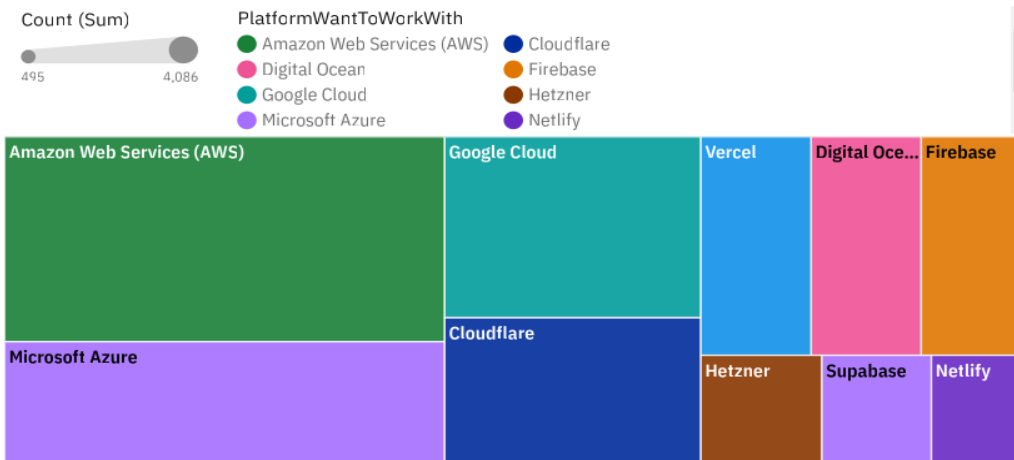 Count (Sum)
495 4,086
PlatformWantToWorkWith
Amazon Web Services (AWS) Cloudflare
Digital Ocean Firebase
Google Cloud Hetzner
Microsoft Azure Netlify
Amazon Web Services (AWS) Google Cloud Vercel Digital Oce... Firebase
Cloudflare
Microsoft Azure
Hetzner Supabase Netlify